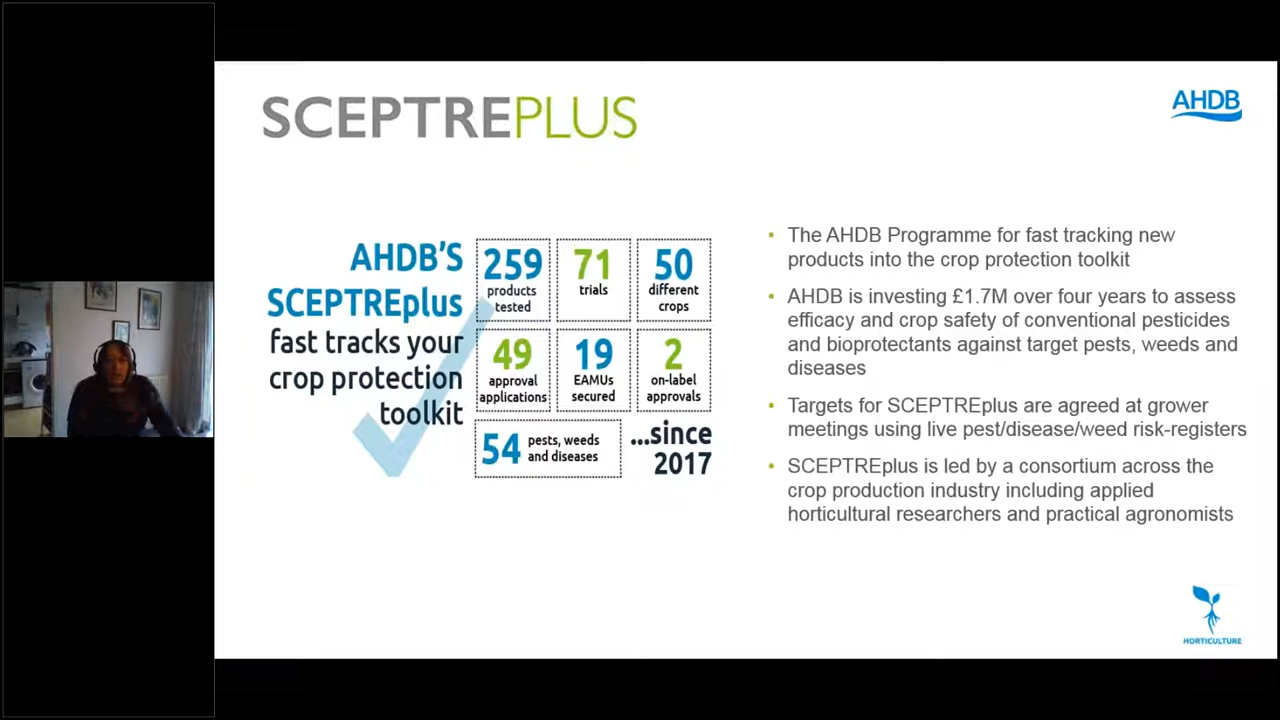 SCEPTREPLUS
AHDB
AHDB'S
SCEPTREplus
fast tracks your
crop protection
toolkit
259
products
tested
71
trials
50
different
crops
49
approval
applications
19
EAMUs
secured
2
on-label
approvals
54
pests, weeds
and diseases
...since
2017
• The AHDB Programme for fast tracking new
products into the crop protection toolkit
• AHDB is investing £1.7M over four years to assess
efficacy and crop safety of conventional pesticides
and bioprotectants against target pests, weeds and
diseases
• Targets for SCEPTREplus are agreed at grower
meetings using live pest/disease/weed risk-registers
• SCEPTREplus is led by a consortium across the
crop production industry including applied
horticultural researchers and practical agronomists
HORTICULTURE